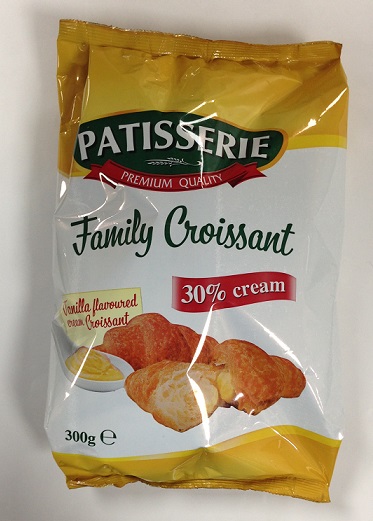 PATISSERIE
PREMIUM QUALITY
Family Croissant
30% cream
Vanilla flavoured
cream Croissant
300g ℮